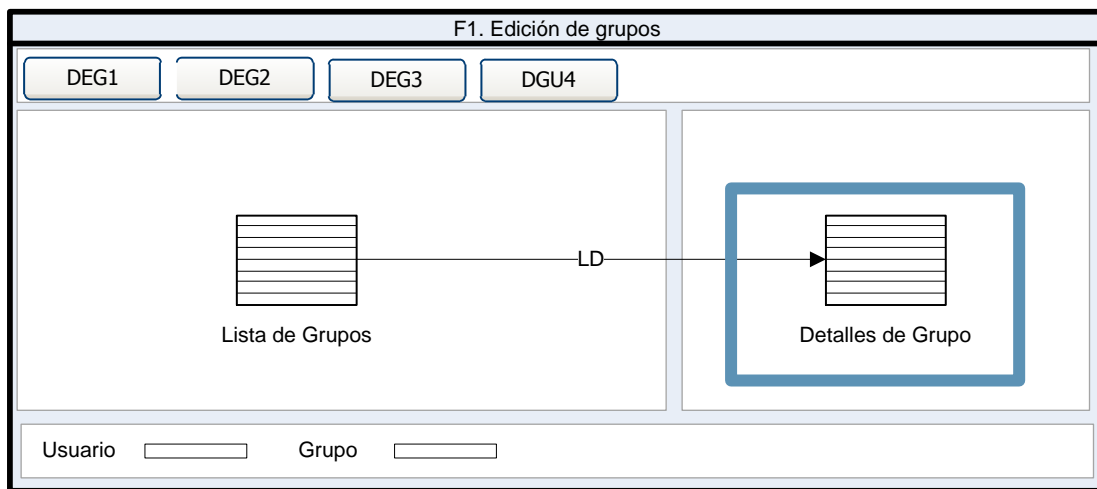 F1. Edición de grupos
DEG1 DEG2 DEG3 DGU4
LD
Lista de Grupos Detalles de Grupo
Usuario Grupo